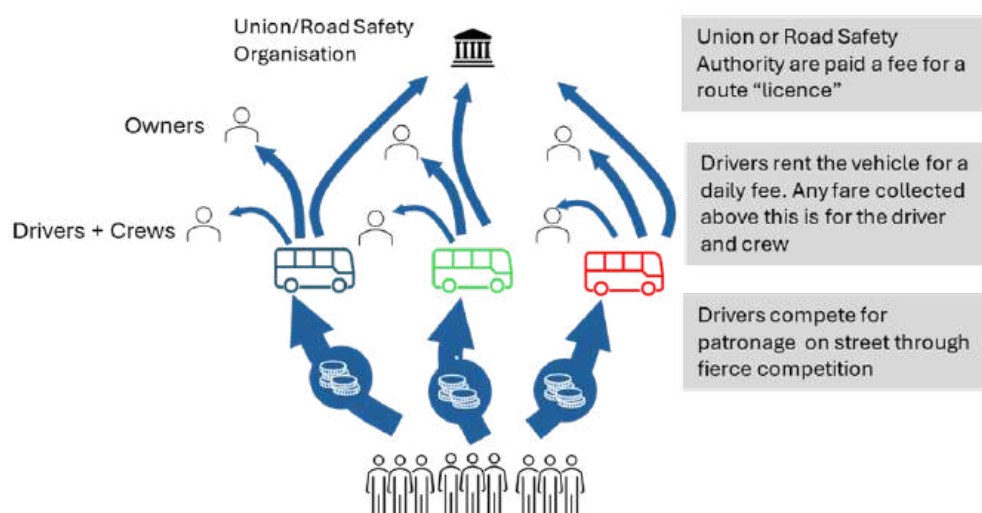 Union/Road Safety
Organisation
Owners
Drivers + Crews
Union or Road Safety
Authority are paid a fee for a
route “licence”
Drivers rent the vehicle for a
daily fee. Any fare collected
above this is for the driver
and crew
Drivers compete for
patronage on street through
fierce competition